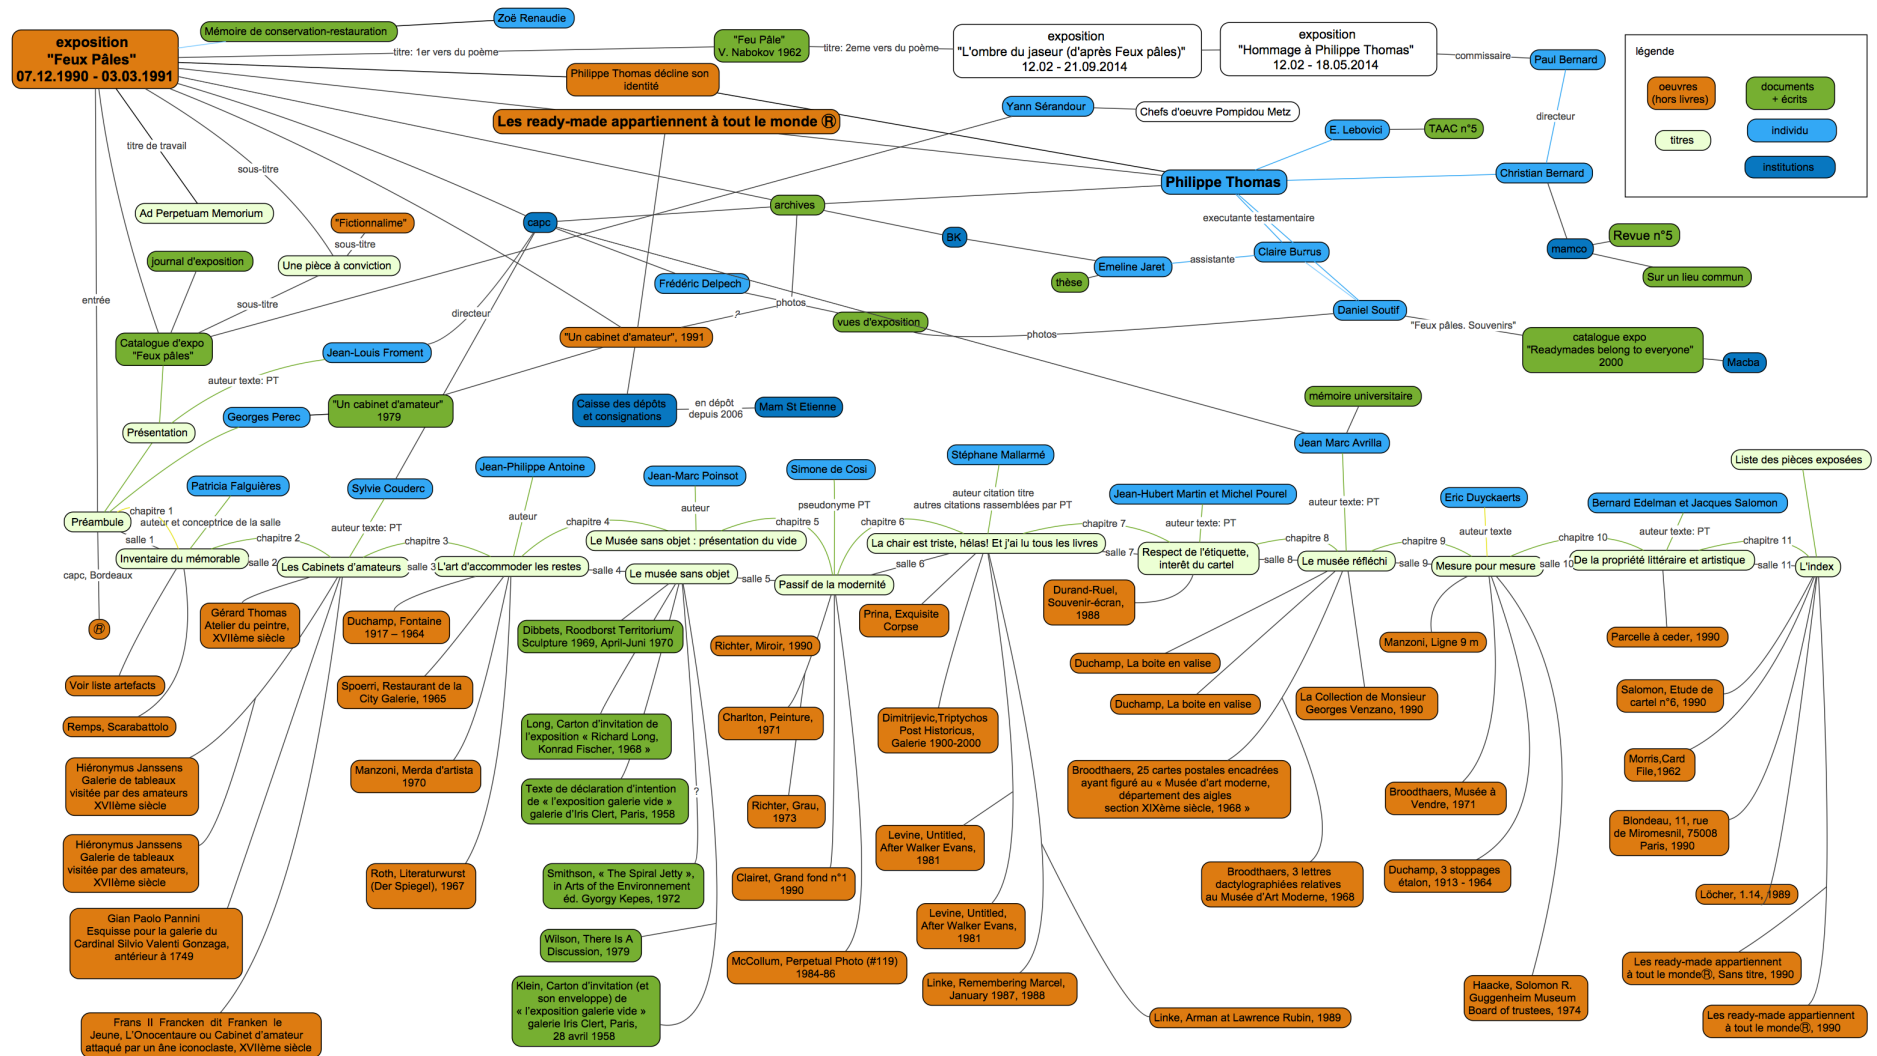 exposition
"Feux Pâles"
07.12.1990 - 03.03.1991
Mémoire de conservation-restauration
Zoë Renaudie
titre: 1er vers du poème
"Feu Pâle"
V. Nabokov 1962
titre: 2eme vers du poème
exposition
"L'ombre du jaseur (d'après Feux pâles)"
12.02 - 21.09.2014
exposition
"Hommage à Philippe Thomas"
12.02 - 18.05.2014
commissaire
Paul Bernard
légende
oeuvres
(hors livres)
documents
+ écrits
titres
individu
institutions
Philippe Thomas décline son
identité
Les ready-made appartiennent à tout le monde ®
Yann Sérandour
Chefs d'oeuvre Pompidou Metz
E. Lebovici
TAAC n°5
directeur
titre de travail
sous-titre
Philippe Thomas
Christian Bernard
Ad Perpetuam Memorium
"Fictionnalime"
sous-titre
capc
archives
executante testamentaire
BK
Claire Burrus
assistante
Emeline Jaret
thèse
mamco
Revue n°5
Sur un lieu commun
journal d'exposition
Une pièce à conviction
entrée
sous-titre
directeur
Frédéric Delpech
photos
?
vues d'exposition
photos
Daniel Soutif
"Feux pâles. Souvenirs"
catalogue expo
"Readymades belong to everyone"
2000
Macba
Catalogue d'expo
"Feux pâles"
Jean-Louis Froment
"Un cabinet d'amateur", 1991
auteur texte: PT
Georges Perec
"Un cabinet d'amateur"
1979
Caisse des dépôts
et consignations
en dépôt
depuis 2006
Mam St Etienne
mémoire universitaire
Présentation
Jean Marc Avrilla
Patricia Falguières
Sylvie Couderc
Jean-Philippe Antoine
Jean-Marc Poinsot
Simone de Cosi
Stéphane Mallarmé
Jean-Hubert Martin et Michel Pourel
Eric Duyckaerts
Bernard Edelman et Jacques Salomon
Liste des pièces exposées
auteur et conceptrice de la salle
auteur texte: PT
auteur
auteur
pseudonyme PT
auteur citation titre
autres citations rassemblées par PT
auteur texte: PT
auteur texte: PT
auteur texte
auteur texte: PT
Préambule
chapitre 1
salle 1
Inventaire du mémorable
chapitre 2
salle 2
Les Cabinets d'amateurs
chapitre 3
salle 3
L'art d'accommoder les restes
chapitre 4
salle 4
Le Musée sans objet : présentation du vide
Le musée sans objet
chapitre 5
salle 5
Passif de la modernité
chapitre 6
salle 6
La chair est triste, hélas! Et j'ai lu tous les livres
chapitre 7
salle 7
Respect de l'étiquette,
interêt du cartel
chapitre 8
salle 8
Le musée réfléchi
chapitre 9
salle 9
Mesure pour mesure
chapitre 10
salle 10
De la propriété littéraire et artistique
chapitre 11
salle 11
L'index
capc, Bordeaux
®
Voir liste artefacts
Remps, Scarabattolo
Gérard Thomas
Atelier du peintre,
XVIIème siècle
Hiéronymus Janssens
Galerie de tableaux
visitée par des amateurs
XVIIème siècle
Hiéronymus Janssens
Galerie de tableaux
visitée par des amateurs,
XVIIème siècle
Gian Paolo Pannini
Esquisse pour la galerie du
Cardinal Silvio Valenti Gonzaga,
antérieur à 1749
Frans II Francken dit Franken le
Jeune, L'Onocentaure ou Cabinet d'amateur
attaqué par un âne iconoclaste, XVIIème siècle
Duchamp, Fontaine
1917 – 1964
Spoerri, Restaurant de la
City Galerie, 1965
Manzoni, Merda d'artista
1970
Roth, Literaturwurst
(Der Spiegel), 1967
Dibbets, Roodborst Territorium/
Sculpture 1969, April-Juni 1970
Long, Carton d'invitation de
l'exposition « Richard Long,
Konrad Fischer, 1968 »
Texte de déclaration d'intention
de « l'exposition galerie vide »
galerie d'Iris Clert, Paris, 1958
?
Smithson, « The Spiral Jetty »,
in Arts of the Environnement
éd. Gyorgy Kepes, 1972
Wilson, There Is A
Discussion, 1979
Klein, Carton d'invitation (et
son enveloppe) de
« l'exposition galerie vide »
galerie Iris Clert, Paris,
28 avril 1958
Richter, Miroir, 1990
Charlton, Peinture,
1971
Richter, Grau,
1973
Clairet, Grand fond n°1
1990
McCollum, Perpetual Photo (#119)
1984-86
Prina, Exquisite
Corpse
Dimitrijevic,Triptychos
Post Historicus,
Galerie 1900-2000
Levine, Untitled,
After Walker Evans,
1981
Levine, Untitled,
After Walker Evans,
1981
Linke, Remembering Marcel,
January 1987, 1988
Linke, Arman at Lawrence Rubin, 1989
Durand-Ruel,
Souvenir-écran,
1988
Duchamp, La boite en valise
Duchamp, La boite en valise
La Collection de Monsieur
Georges Venzano, 1990
Broodthaers, 25 cartes postales encadrées
ayant figuré au « Musée d'art moderne,
département des aigles
section XIXème siècle, 1968 »
Broodthaers, 3 lettres
dactylographiées relatives
au Musée d'Art Moderne, 1968
Manzoni, Ligne 9 m
Broodthaers, Musée à
Vendre, 1971
Duchamp, 3 stoppages
étalon, 1913 - 1964
Haacke, Solomon R.
Guggenheim Museum
Board of trustees, 1974
Parcelle à ceder, 1990
Salomon, Etude de
cartel n°6, 1990
Morris,Card
File,1962
Blondeau, 11, rue
de Miromesnil, 75008
Paris, 1990
Löcher, 1.14, 1989
Les ready-made appartiennent
à tout le monde®, Sans titre, 1990
Les ready-made appartiennent
à tout le monde®, 1990